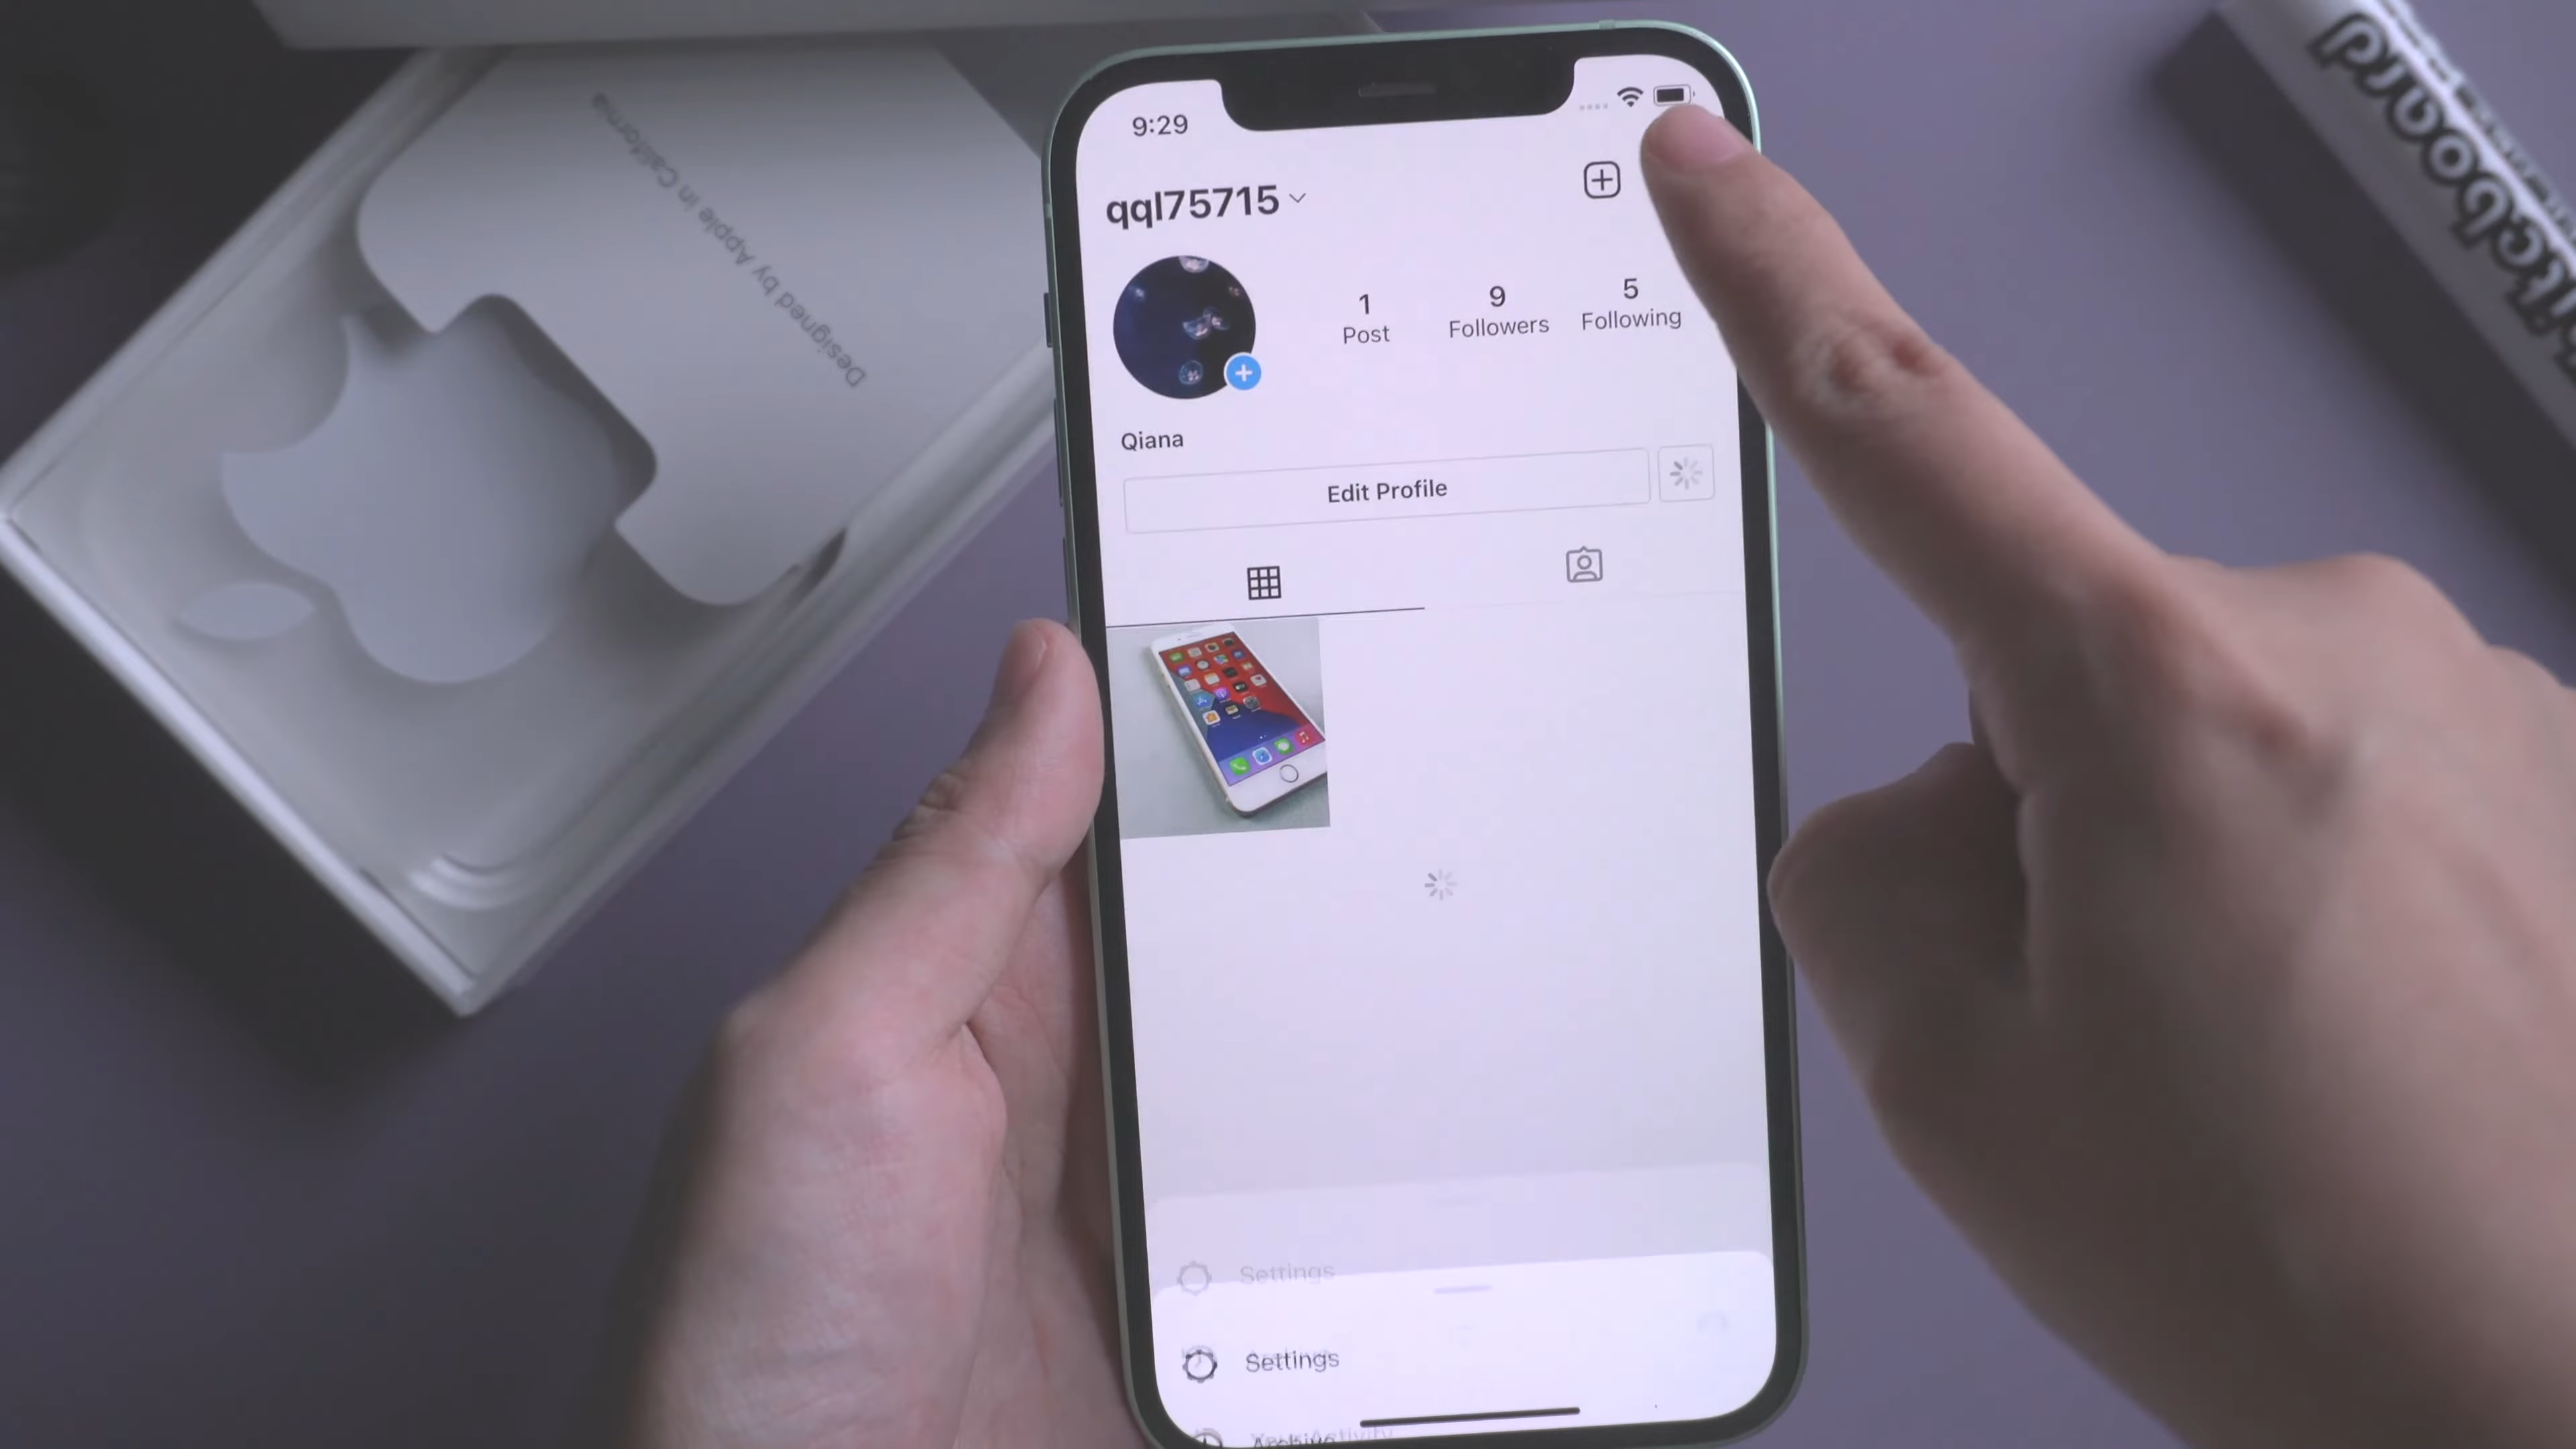 Designed by Apple in California
9:29
qql75715
1
Post
9
Followers
5
Following
Qiana
Edit Profile
Settings
Settings
Archive